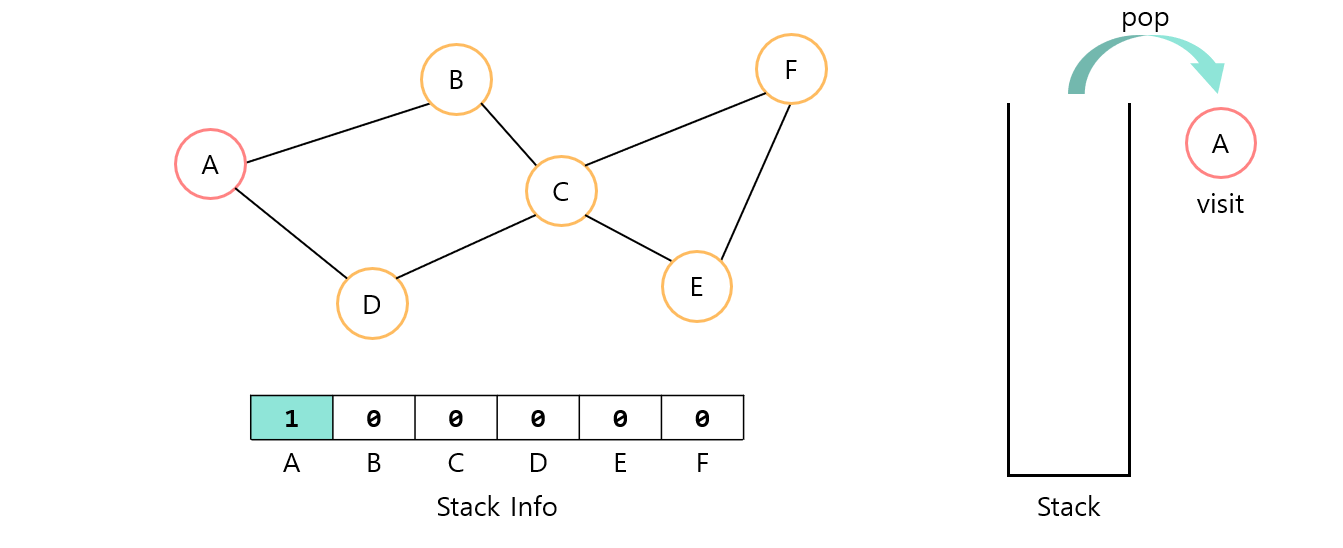 pop
F
B
A
A
C
visit
E
D
1 0 0 0 0 0
A B C D E F
Stack Info
Stack